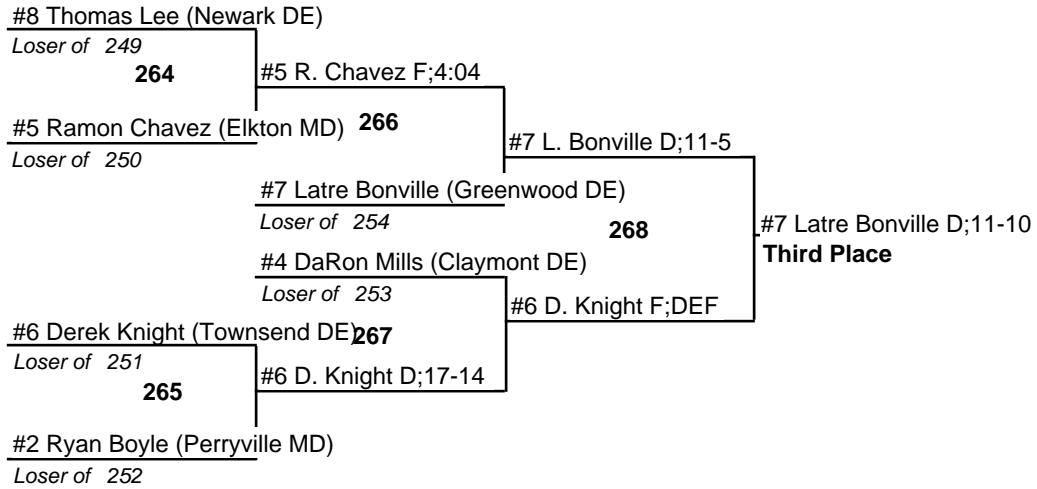 #8 Thomas Lee (Newark DE)
Loser of 249
264
#5 R. Chavez F;4:04
#5 Ramon Chavez (Elkton MD)
266
Loser of 250
#7 L. Bonville D;11-5
#7 Latre Bonville (Greenwood DE)
Loser of 254
268
#7 Latre Bonville D;11-10
Third Place
#4 DaRon Mills (Claymont DE)
Loser of 253
#6 D. Knight F;DEF
#6 Derek Knight (Townsend DE)
267
Loser of 251
#6 D. Knight D;17-14
265
#2 Ryan Boyle (Perryville MD)
Loser of 252